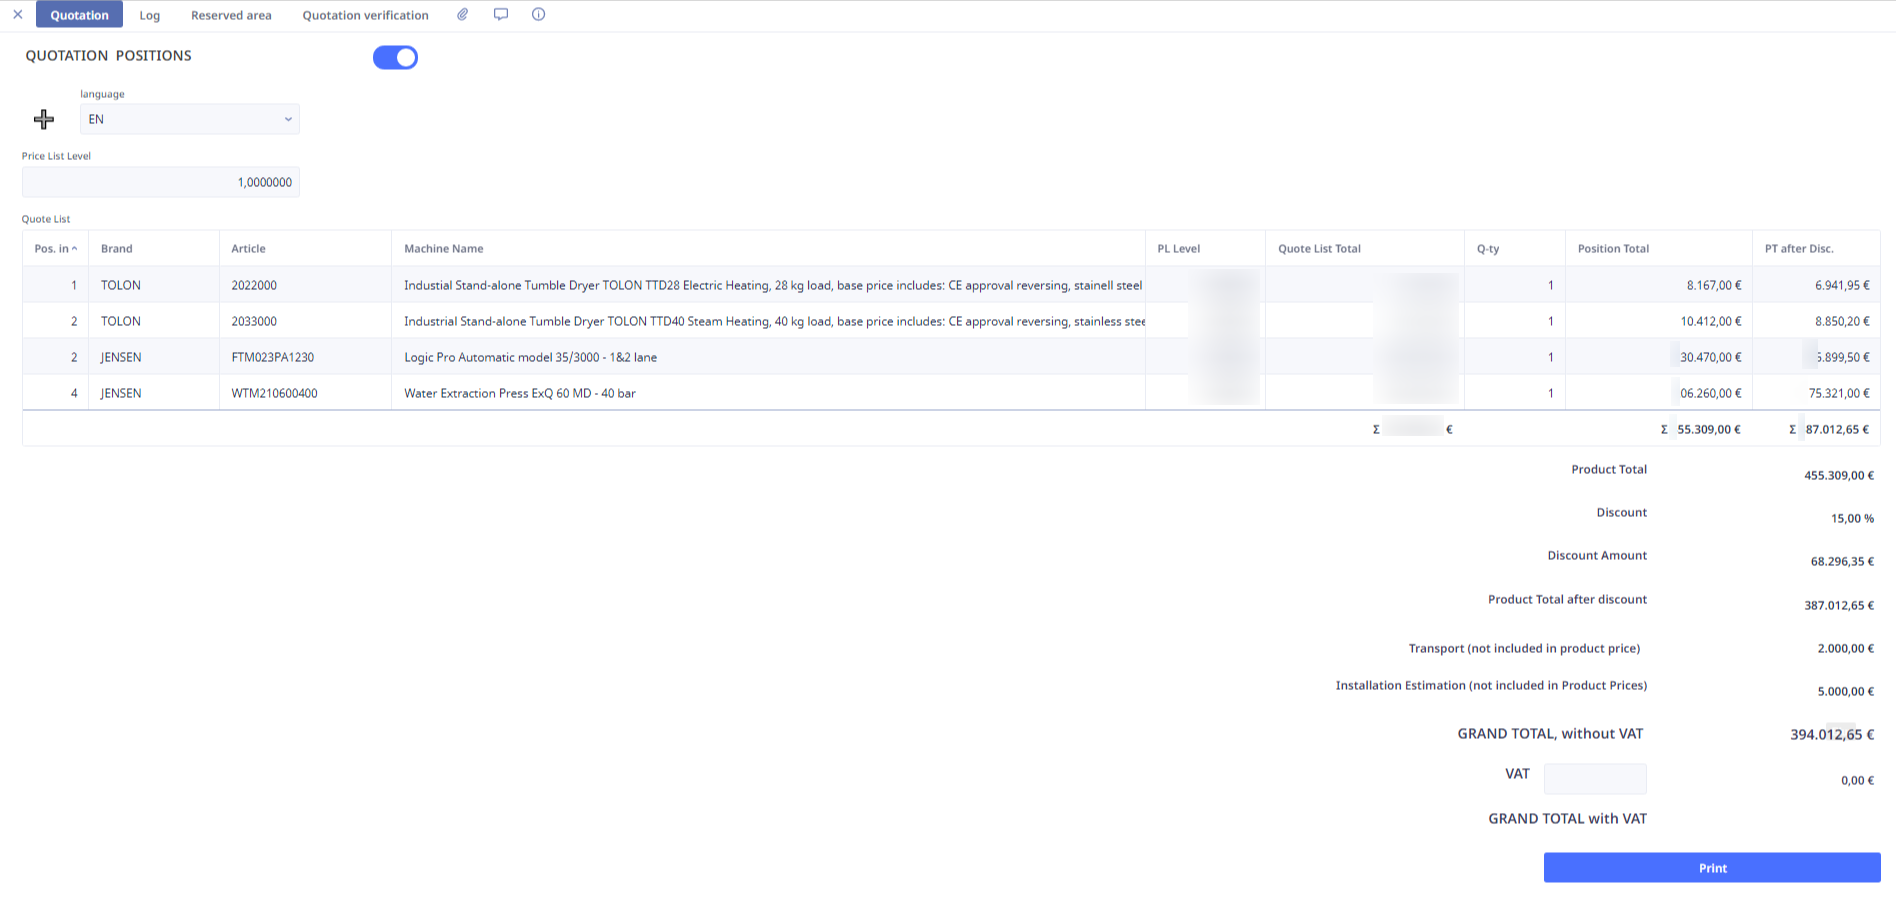 Quotation Log Reserved area Quotation verification
QUOTATION POSITIONS
language
EN
Price List Level
1,0000000
Quote List
Pos. in Brand Article Machine Name PL Level Quote List Total Q-ty Position Total PT after Disc.
1 TOLON 2022000 Industial Stand-alone Tumble Dryer TOLON TTD28 Electric Heating, 28 kg load, base price includes: CE approval reversing, stainell steel 1 8.167,00 € 6.941,95 €
2 TOLON 2033000 Industrial Stand-alone Tumble Dryer TOLON TTD40 Steam Heating, 40 kg load, base price includes: CE approval reversing, stainless stee 1 10.412,00 € 8.850,20 €
2 JENSEN FTM023PA1230 Logic Pro Automatic model 35/3000 - 1&2 lane 1 30.470,00 € 5.899,50 €
4 JENSEN WTM210600400 Water Extraction Press ExQ 60 MD - 40 bar 1 06.260,00 € 75.321,00 €
Σ € Σ 55.309,00 € Σ 87.012,65 €
Product Total 455.309,00 €
Discount 15,00 %
Discount Amount 68.296,35 €
Product Total after discount 387.012,65 €
Transport (not included in product price) 2.000,00 €
Installation Estimation (not included in Product Prices) 5.000,00 €
GRAND TOTAL, without VAT 394.012,65 €
VAT 0,00 €
GRAND TOTAL with VAT
Print